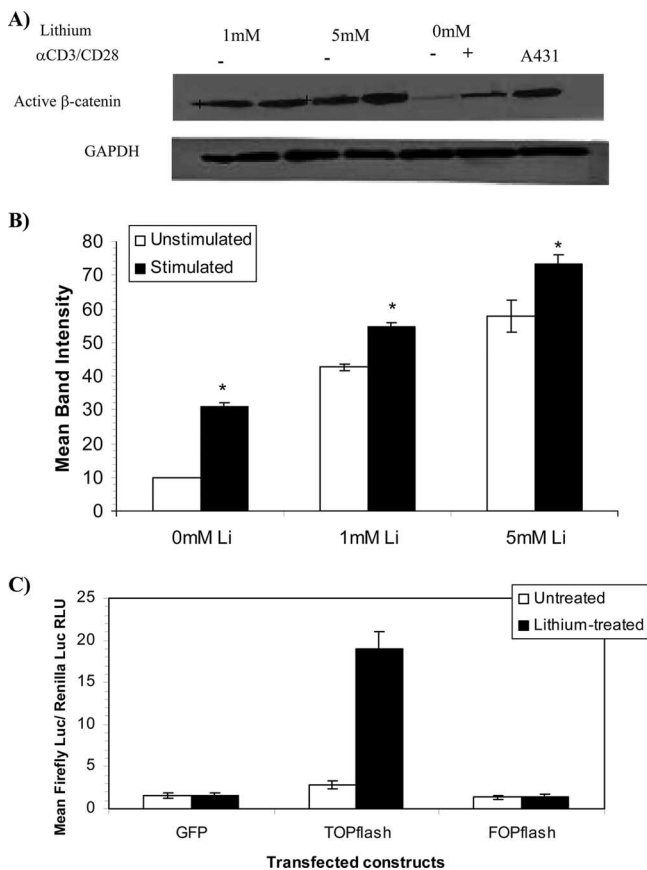 A)
Lithium 1mM 5mM 0mM
αCD3/CD28 - - - + A431
Active β-catenin + +
GAPDH
B)
80
70
60
50
40
30
20
10
0
Mean Band Intensity
Unstimulated
Stimulated
* * *
0mM Li 1mM Li 5mM Li
C)
25
20
15
10
5
0
Mean Firefly Luc/ Renilla Luc RLU
Untreated
Lithium-treated
GFP TOPflash FOPflash
Transfected constructs